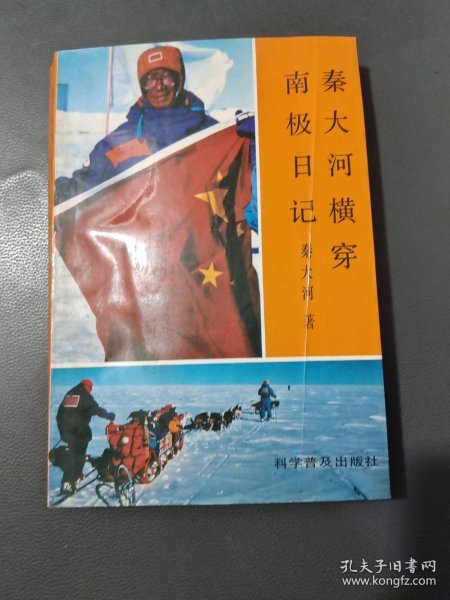 秦大河横穿
南极日记
秦大河 著
科学普及出版社
孔夫子旧书网
www.kongfz.com